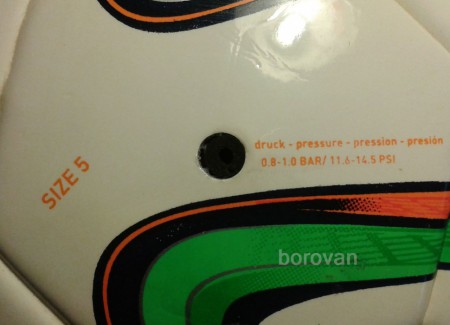 druck - pressure - pression - presión
0.8-1.0 BAR/ 11.6-14.5 PSI
SIZE 5
borovan